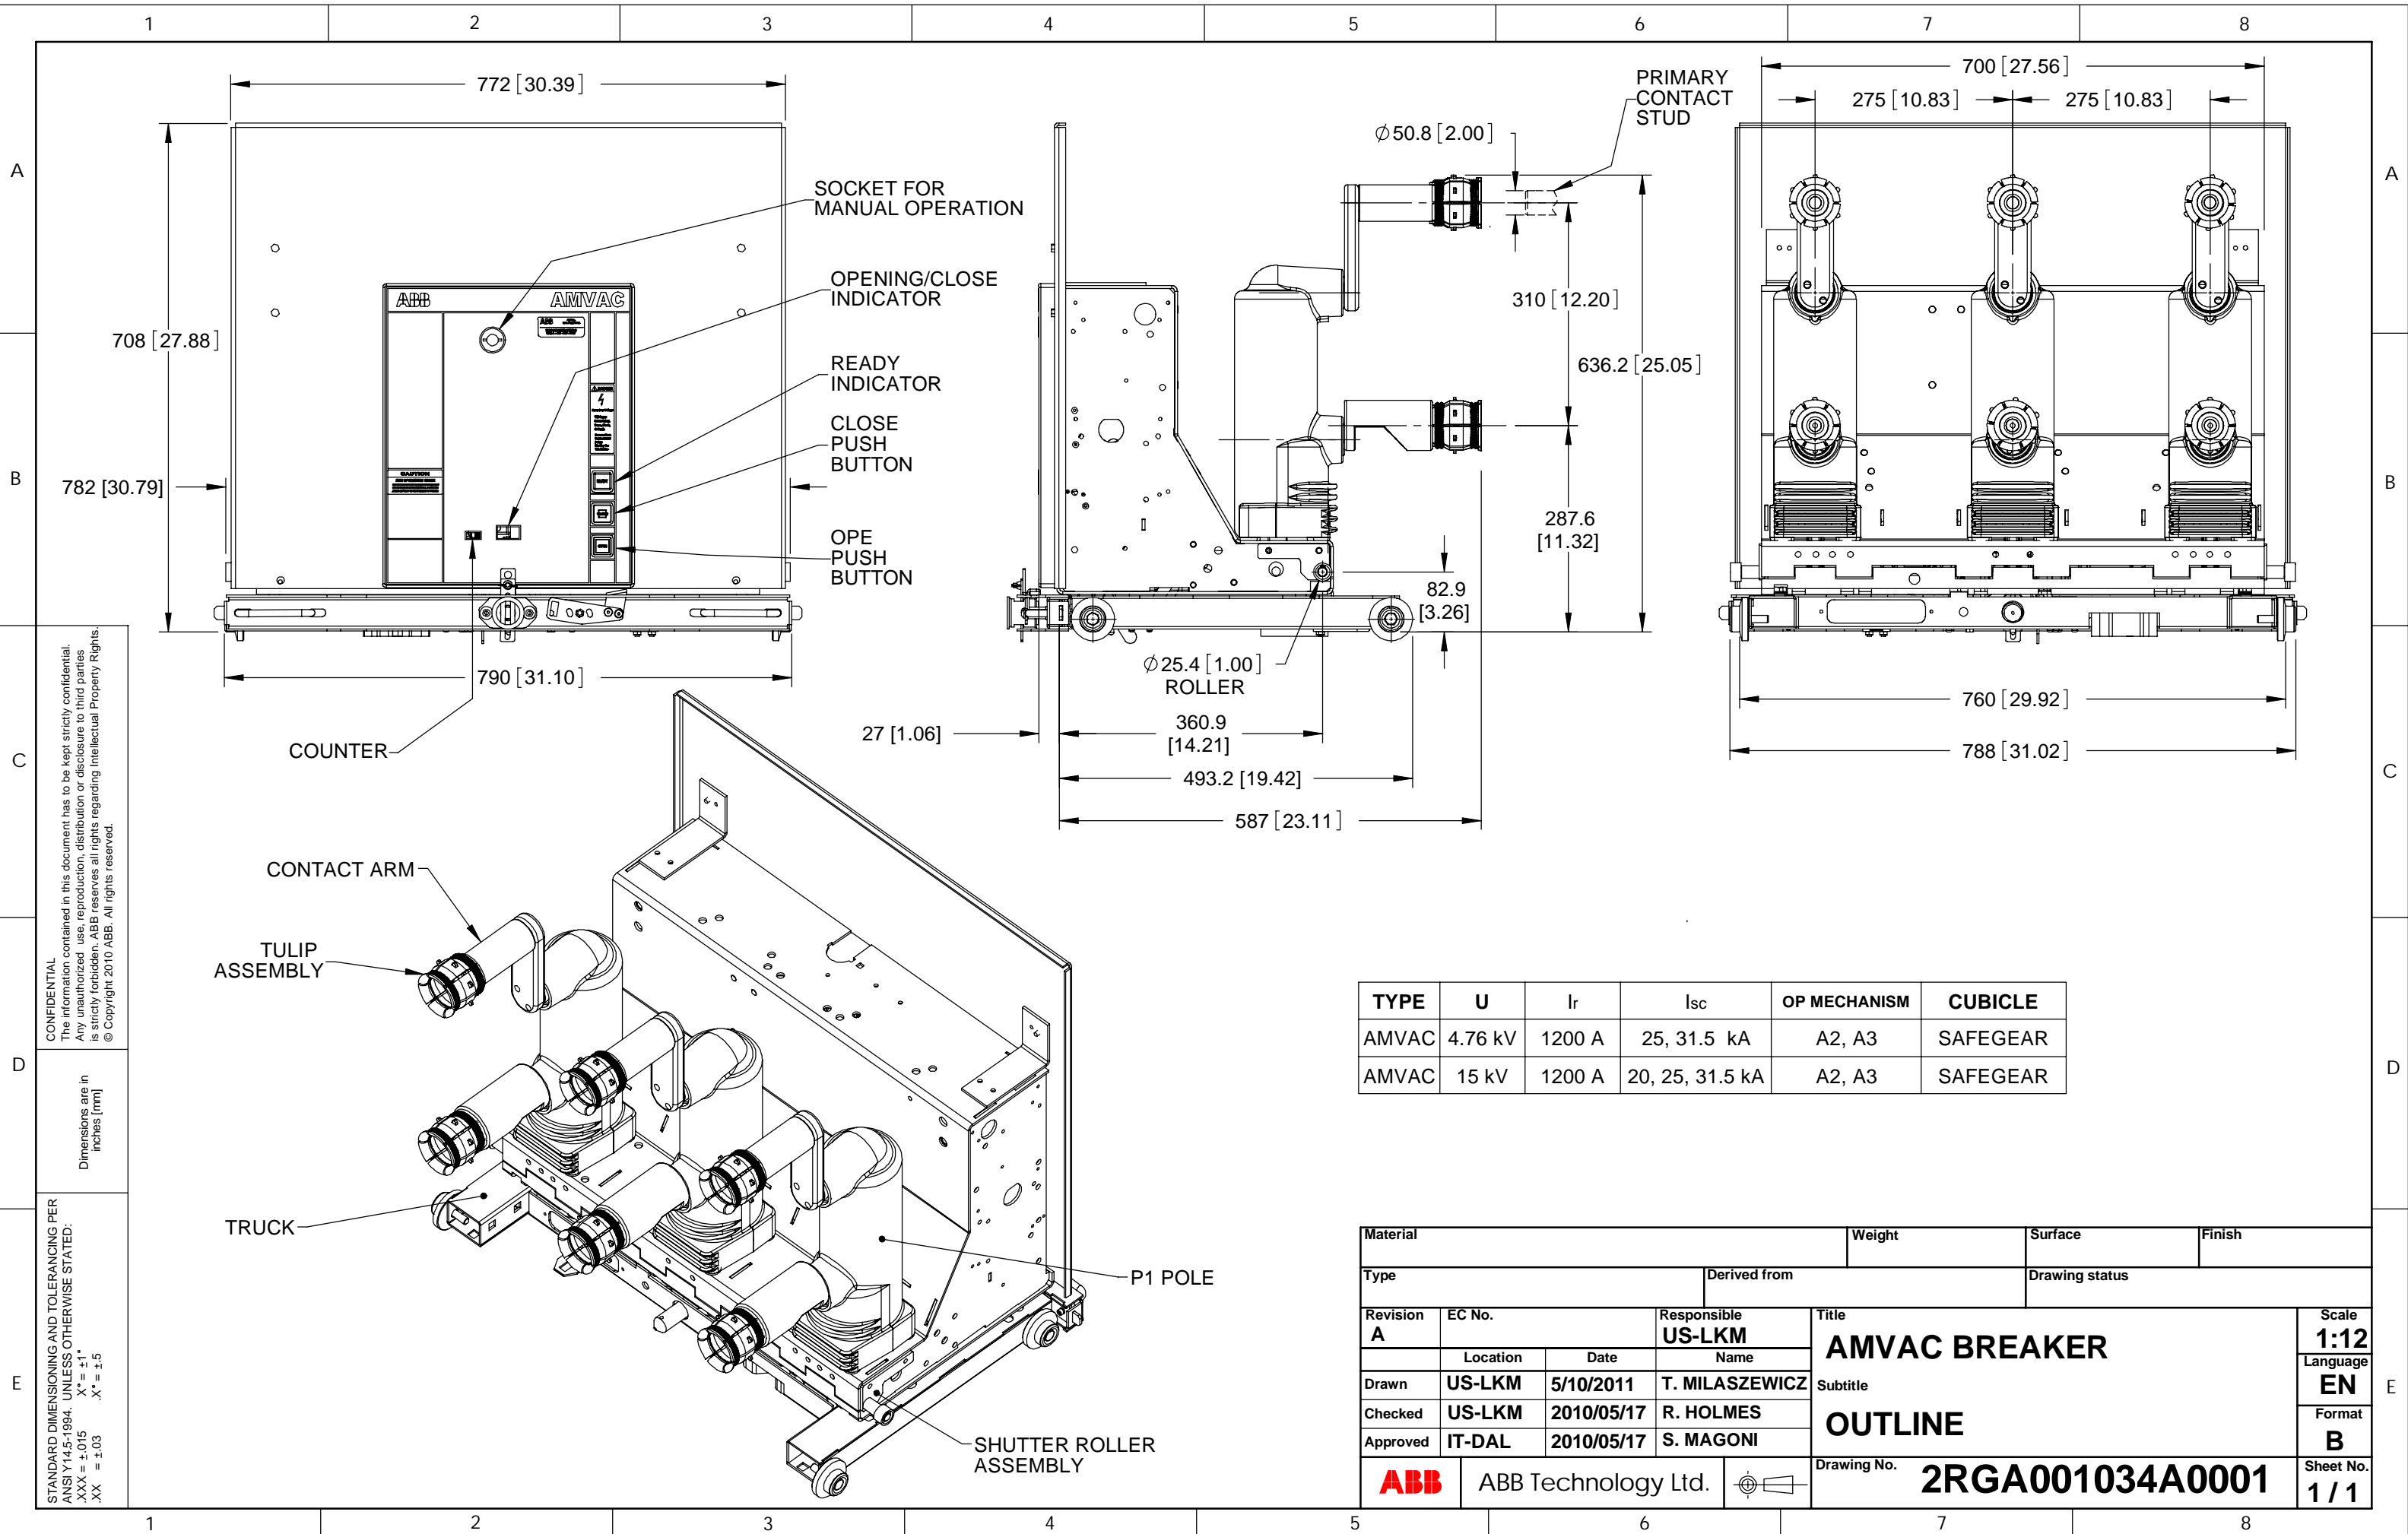 1 2 3 4 5 6 7 8
A
B
C
D
E
A
B
C
D
E
772 [30.39]
708 [27.88]
782 [30.79]
790 [31.10]
ABB
AMVAC
ABB
CAUTION
SOCKET FOR
MANUAL OPERATION
OPENING/CLOSE
INDICATOR
READY
INDICATOR
CLOSE
PUSH
BUTTON
OPE
PUSH
BUTTON
COUNTER
PRIMARY
CONTACT
STUD
Ø50.8 [2.00]
310 [12.20]
636.2 [25.05]
287.6
[11.32]
82.9
[3.26]
Ø25.4 [1.00]
ROLLER
27 [1.06]
360.9
[14.21]
493.2 [19.42]
587 [23.11]
700 [27.56]
275 [10.83]
275 [10.83]
760 [29.92]
788 [31.02]
CONTACT ARM
TULIP
ASSEMBLY
TRUCK
P1 POLE
SHUTTER ROLLER
ASSEMBLY
CONFIDENTIAL
The information contained in this document has to be kept strictly confidential.
Any unauthorized use, reproduction, distribution or disclosure to third parties
is strictly forbidden. ABB reserves all rights regarding Intellectual Property Rights.
© Copyright 2010 ABB. All rights reserved.
Dimensions are in
inches [mm]
STANDARD DIMENSIONING AND TOLERANCING PER
ANSI Y14.5-1994. UNLESS OTHERWISE STATED:
.XXX = ±.015 X° = ±1°
.XX = ±.03 .X° = ±.5
TYPE U Ir Isc OP MECHANISM CUBICLE
AMVAC 4.76 kV 1200 A 25, 31.5 kA A2, A3 SAFEGEAR
AMVAC 15 kV 1200 A 20, 25, 31.5 kA A2, A3 SAFEGEAR
Material Weight Surface Finish
Type Derived from Drawing status
Revision EC No. Responsible Title Scale
A US-LKM AMVAC BREAKER 1:12
Location Date Name Language
Drawn US-LKM 5/10/2011 T. MILASZEWICZ Subtitle EN
Checked US-LKM 2010/05/17 R. HOLMES OUTLINE Format
Approved IT-DAL 2010/05/17 S. MAGONI B
ABB ABB Technology Ltd. Drawing No. 2RGA001034A0001 Sheet No.
1 / 1
1 2 3 4 5 6 7 8